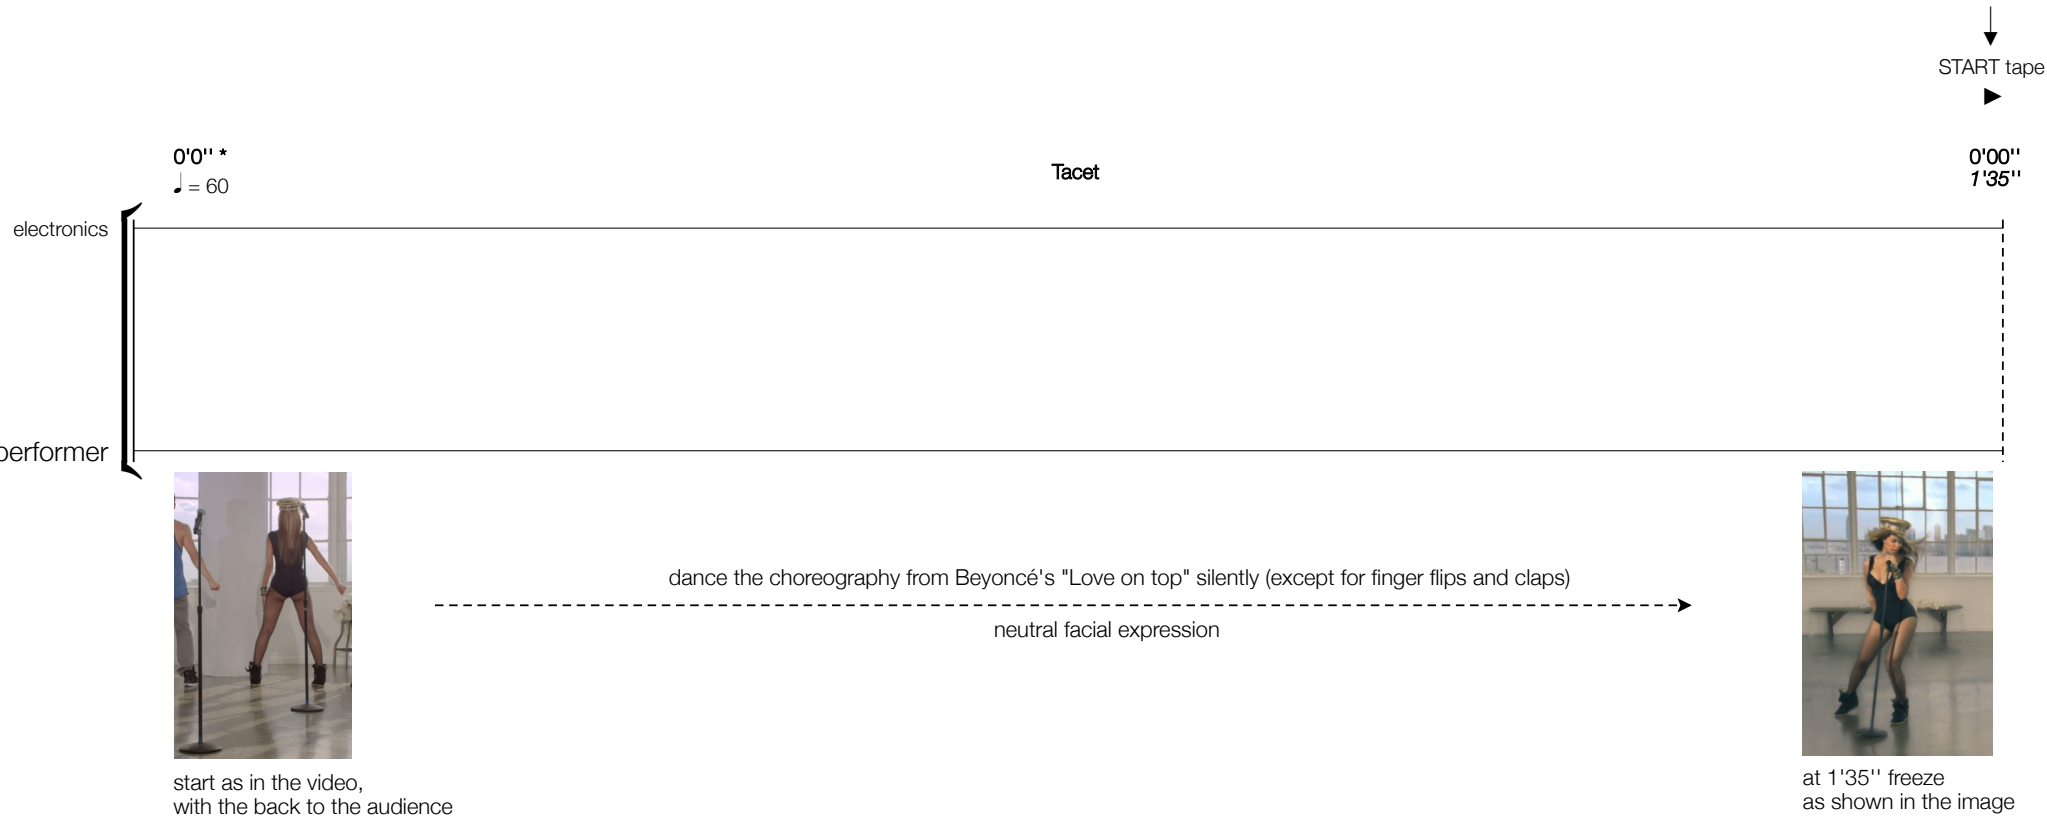 START tape
0'0'' *
♩ = 60
Tacet
0'00''
1'35''
electronics
performer
dance the choreography from Beyoncé's "Love on top" silently (except for finger flips and claps)
neutral facial expression
start as in the video,
with the back to the audience
at 1'35'' freeze
as shown in the image